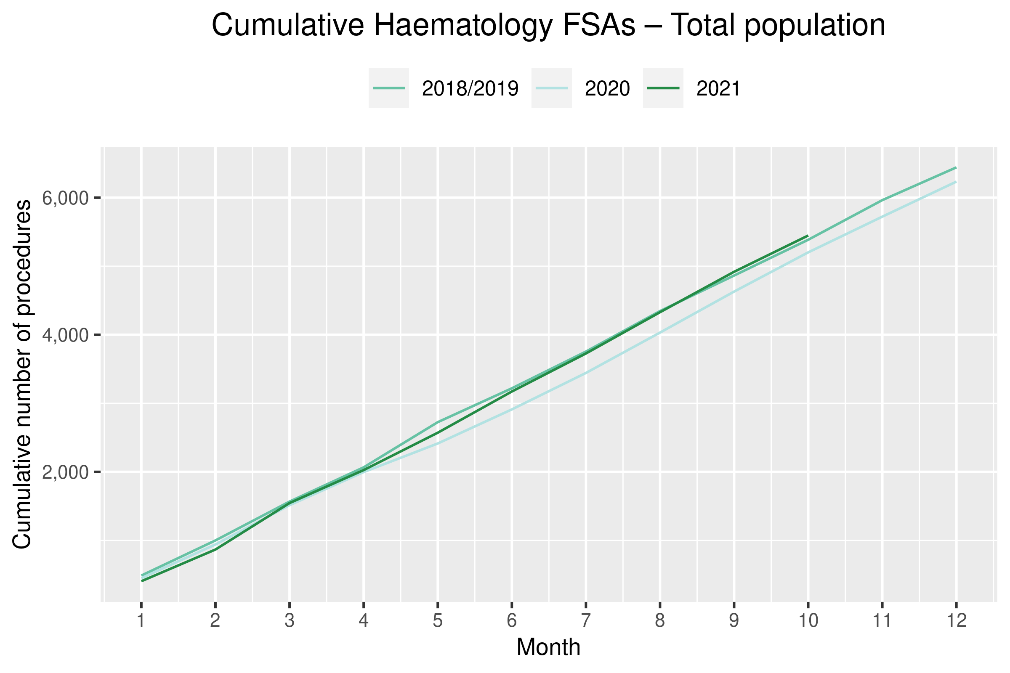 Cumulative Haematology FSAs – Total population
2018/2019 2020 2021
Cumulative number of procedures
6,000
4,000
2,000
1 2 3 4 5 6 7 8 9 10 11 12
Month